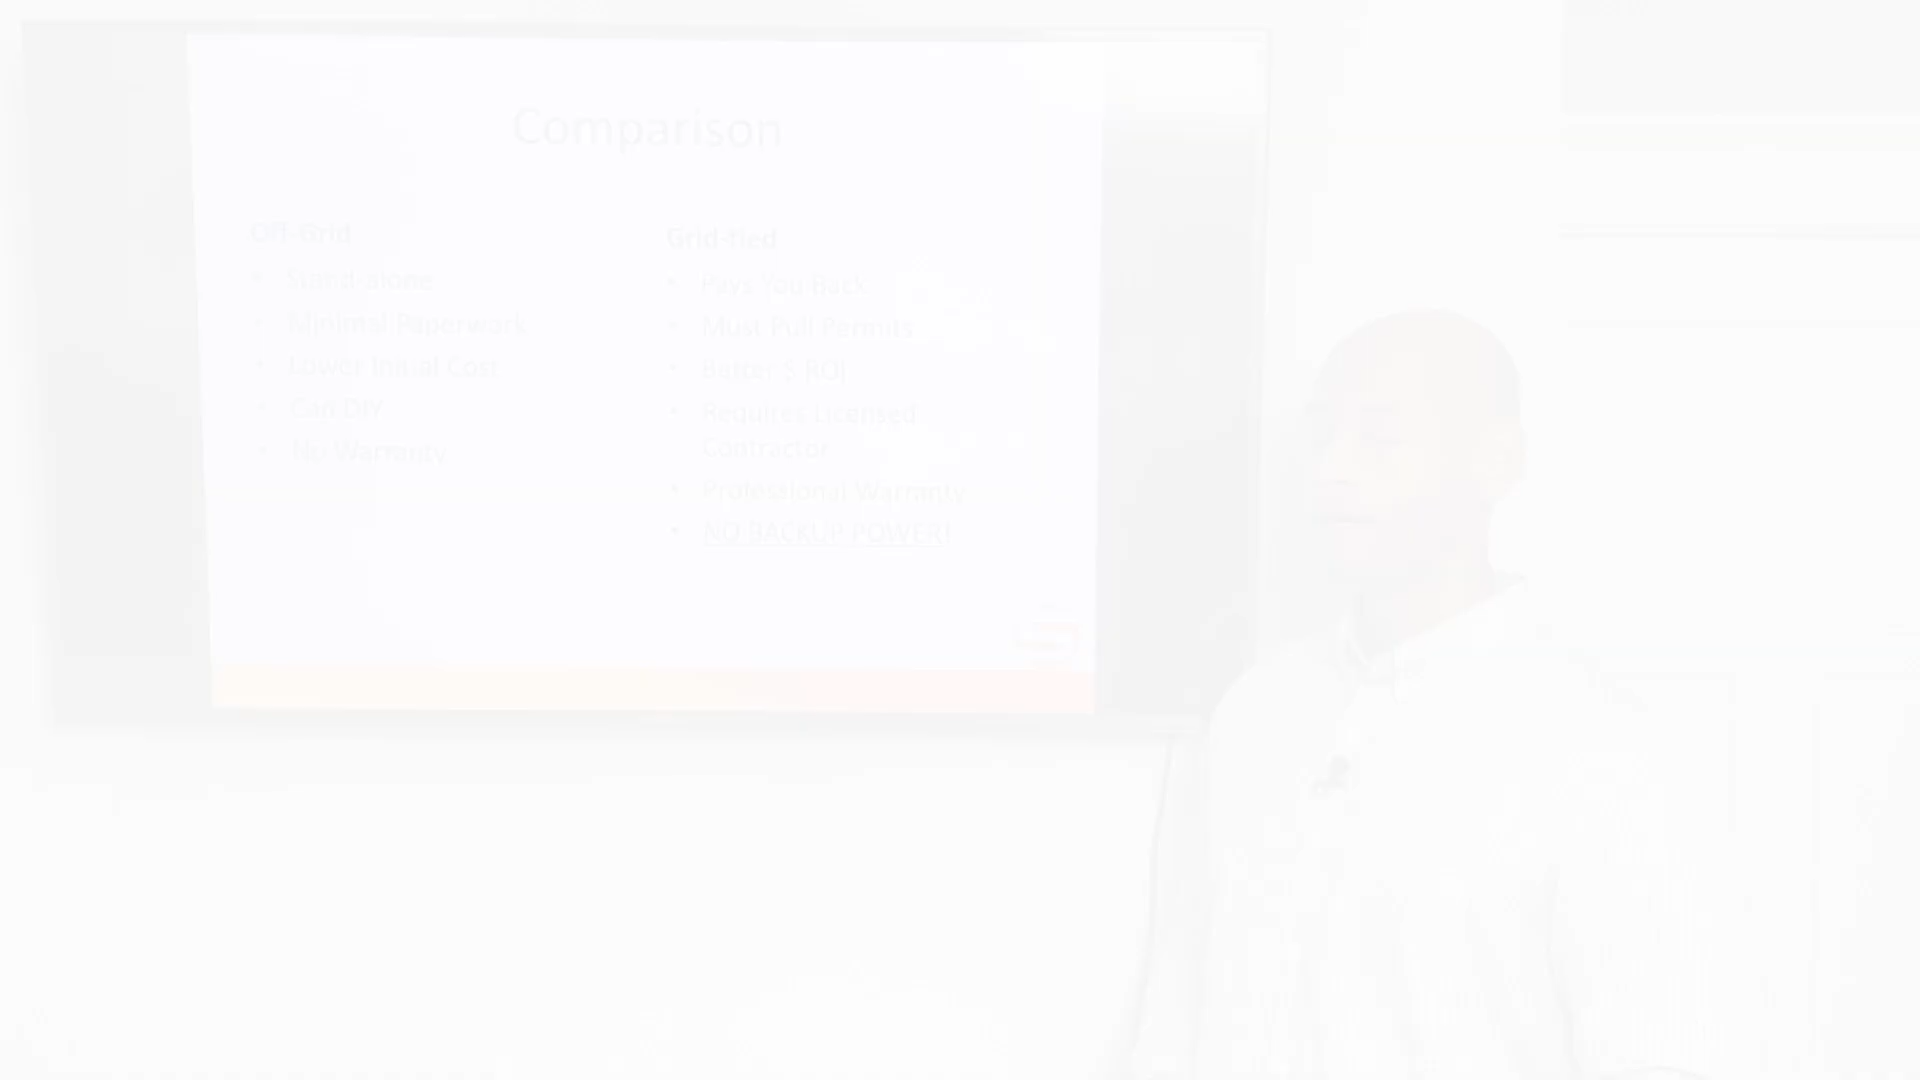 Comparison
Off-Grid
• Stand-alone
• Minimal Paperwork
• Lower Initial Cost
• Can DIY
• No Warranty
Grid-tied
• Pays You Back
• Must Pull Permits
• Better $ ROI
• Requires Licensed
Contractor
• Professional Warranty
• NO BACKUP POWER!